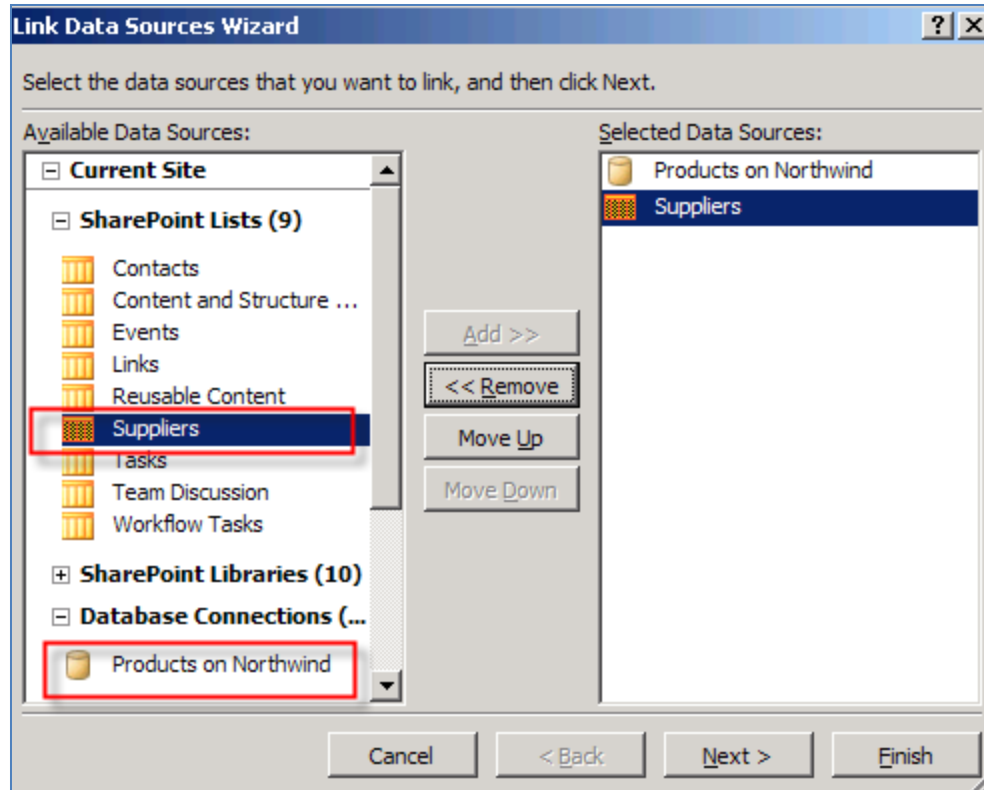 Link Data Sources Wizard
Select the data sources that you want to link, and then click Next.
Available Data Sources:
Current Site
SharePoint Lists (9)
Contacts
Content and Structure ...
Events
Links
Reusable Content
Suppliers
Tasks
Team Discussion
Workflow Tasks
SharePoint Libraries (10)
Database Connections (...
Products on Northwind
Add >>
<< Remove
Move Up
Move Down
Selected Data Sources:
Products on Northwind
Suppliers
Cancel
< Back
Next >
Finish